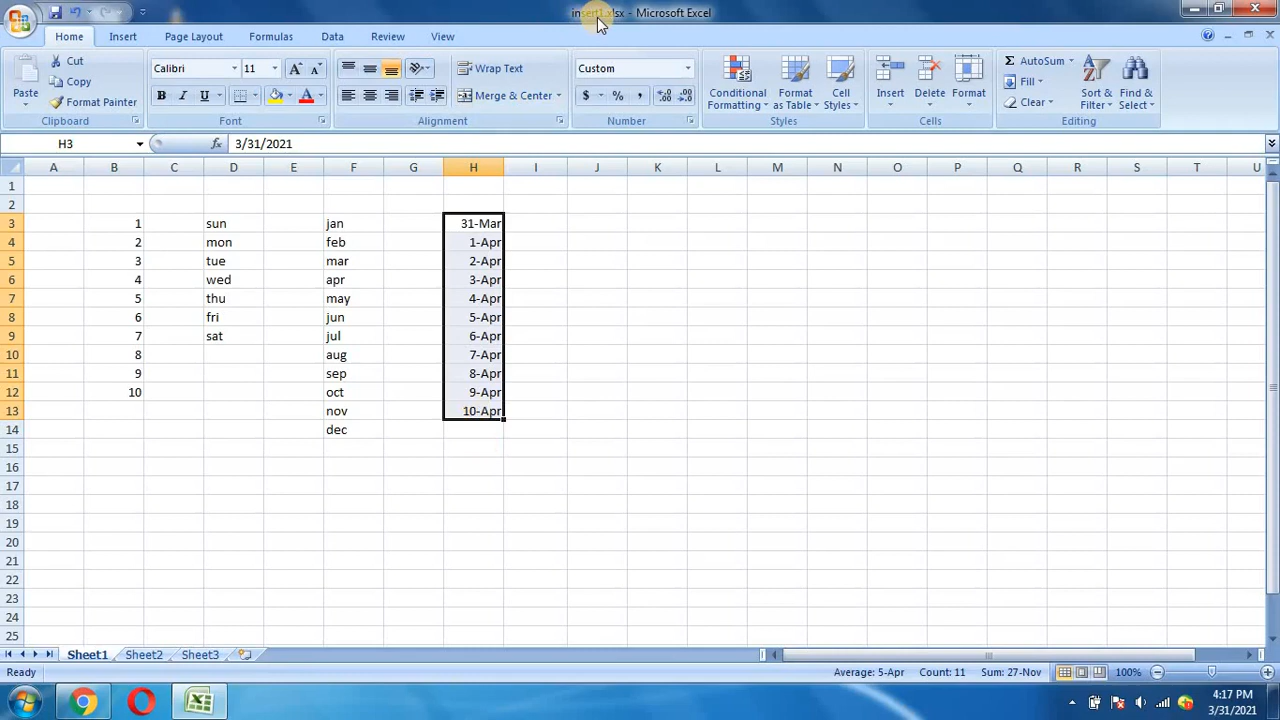 insert1.xlsx - Microsoft Excel
Home Insert Page Layout Formulas Data Review View
Paste
Cut
Copy
Format Painter
Clipboard
Calibri 11
B I U
Font
Wrap Text
Merge & Center
Alignment
Custom
$ % ,
Number
Conditional Formatting
Format as Table
Cell Styles
Styles
Insert Delete Format
Cells
Σ AutoSum
Fill
Clear
Sort & Filter
Find & Select
Editing
H3 fx 3/31/2021
A B C D E F G H I J K L M N O P Q R S T U
1
2
3 1 sun jan 31-Mar
4 2 mon feb 1-Apr
5 3 tue mar 2-Apr
6 4 wed apr 3-Apr
7 5 thu may 4-Apr
8 6 fri jun 5-Apr
9 7 sat jul 6-Apr
10 8 aug 7-Apr
11 9 sep 8-Apr
12 10 oct 9-Apr
13 nov 10-Apr
14 dec
15
16
17
18
19
20
21
22
23
24
25
Sheet1 Sheet2 Sheet3
Ready Average: 5-Apr Count: 11 Sum: 27-Nov 100%
4:17 PM
3/31/2021